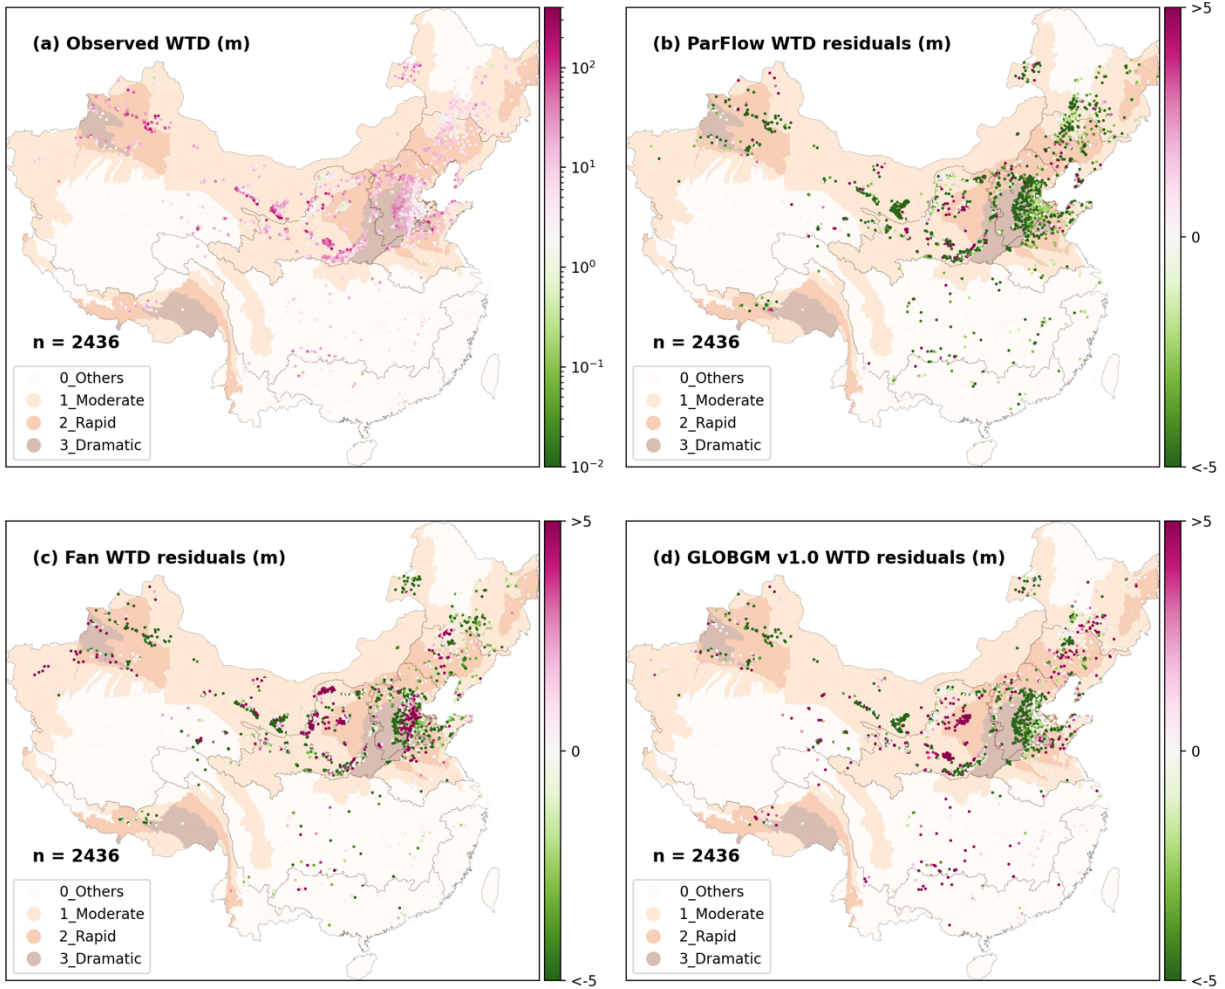 (a) Observed WTD (m)
n = 2436
0_Others
1_Moderate
2_Rapid
3_Dramatic
10²
10¹
10⁰
10⁻¹
10⁻²
(b) ParFlow WTD residuals (m)
n = 2436
0_Others
1_Moderate
2_Rapid
3_Dramatic
>5
0
<-5
(c) Fan WTD residuals (m)
n = 2436
0_Others
1_Moderate
2_Rapid
3_Dramatic
>5
0
<-5
(d) GLOBGM v1.0 WTD residuals (m)
n = 2436
0_Others
1_Moderate
2_Rapid
3_Dramatic
>5
0
<-5